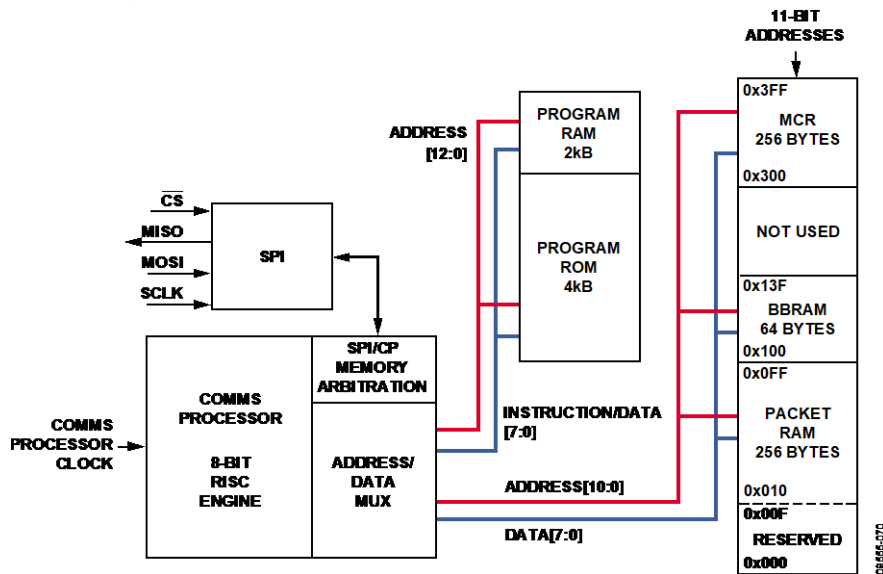 11-BIT
ADDRESSES
0x3FF
MCR
256 BYTES
0x300
NOT USED
0x13F
BBRAM
64 BYTES
0x100
0x0FF
PACKET
RAM
256 BYTES
0x010
0x00F
RESERVED
0x000
ADDRESS
[12:0]
PROGRAM
RAM
2kB
PROGRAM
ROM
4kB
CS
MISO
MOSI
SCLK
SPI
SPI/CP
MEMORY
ARBITRATION
COMMS
PROCESSOR
8-BIT
RISC
ENGINE
ADDRESS/
DATA
MUX
COMMS
PROCESSOR
CLOCK
INSTRUCTION/DATA
[7:0]
ADDRESS[10:0]
DATA[7:0]